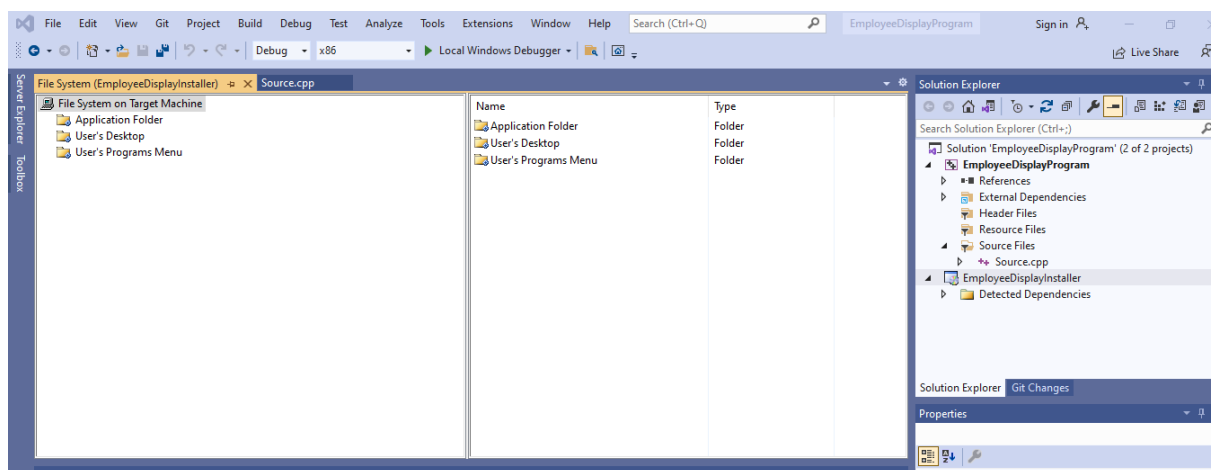 File Edit View Git Project Build Debug Test Analyze Tools Extensions Window Help Search (Ctrl+Q) EmployeeDisplayProgram Sign in
Debug x86 Local Windows Debugger Live Share
Server Explorer
Toolbox
File System (EmployeeDisplayInstaller) Source.cpp
File System on Target Machine
Application Folder
User's Desktop
User's Programs Menu
Name Type
Application Folder Folder
User's Desktop Folder
User's Programs Menu Folder
Solution Explorer
Search Solution Explorer (Ctrl+;)
Solution 'EmployeeDisplayProgram' (2 of 2 projects)
EmployeeDisplayProgram
References
External Dependencies
Header Files
Resource Files
Source Files
Source.cpp
EmployeeDisplayInstaller
Detected Dependencies
Solution Explorer Git Changes
Properties